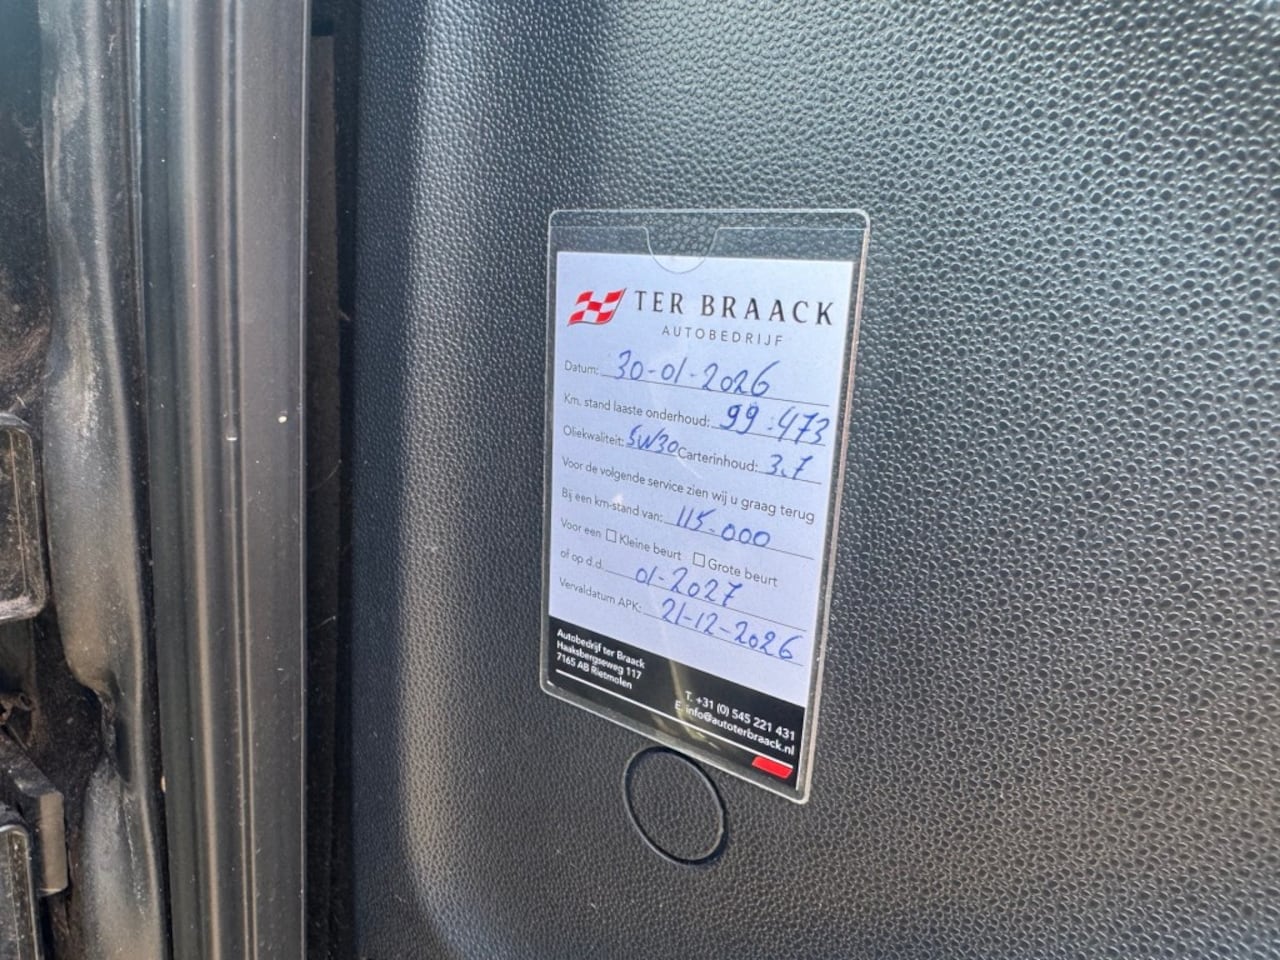 TER BRAACK
AUTOBEDRIJF
Datum: 30-01-2026
Km. stand laaste onderhoud: 99.473
Oliekwaliteit: 5W30 Carterinhoud: 3.7
Voor de volgende service zien wij u graag terug
Bij een km-stand van: 115.000
Voor een ☐ Kleine beurt ☐ Grote beurt
of op d.d. 01-2027
Vervaldatum APK: 21-12-2026
Autobedrijf ter Braack
Haaksbergseweg 117
7165 AB Rietmolen
T. +31 (0) 545 221 431
E. info@autoterbraack.nl